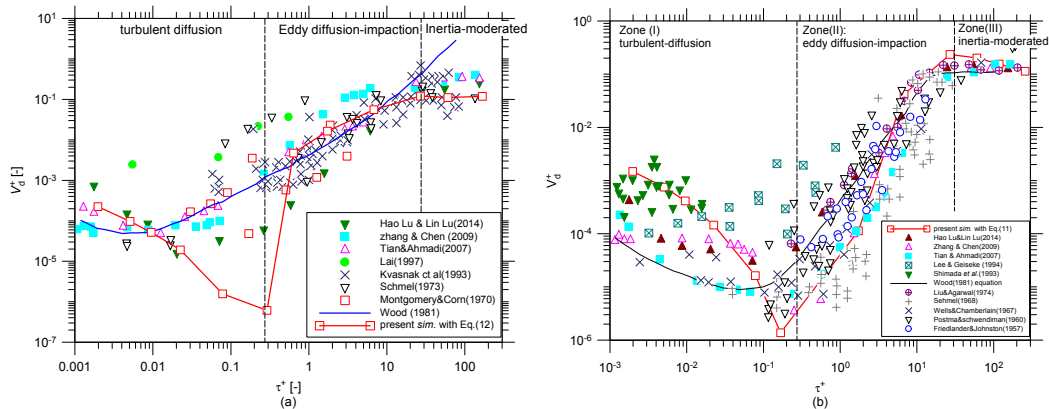 (a)
turbulent diffusion
Eddy diffusion-impaction
Inertia-moderated
10¹
10⁻¹
10⁻³
10⁻⁵
10⁻⁷
V⁺d [-]
0.001
0.01
0.1
1
10
100
τ⁺ [-]
Hao Lu & Lin Lu(2014)
zhang & Chen (2009)
Tian&Ahmadi(2007)
Lai(1997)
Kvasnak ct al(1993)
Schmel(1973)
Montgomery&Corn(1970)
Wood (1981)
present sim. with Eq.(12)
(a)
(b)
Zone (I)
turbulent-diffusion
Zone(II):
eddy diffusion-impaction
Zone(III)
inertia-moderated
10⁰
10⁻²
10⁻⁴
10⁻⁶
V⁺d
10⁻³
10⁻²
10⁻¹
10⁰
10¹
10²
τ⁺
present sim. with Eq.(11)
Hao Lu&Lin Lu(2014)
Zhang & Chen(2009)
Tian & Ahmadi(2007)
Lee & Geiseke (1994)
Shimada et al.(1993)
Wood(1981) equation
Liu&Agarwal(1974)
Sehmel(1968)
Wells&Chamberlain(1967)
Postma&schwendiman(1960)
Friedlander&Johnston(1957)
(b)